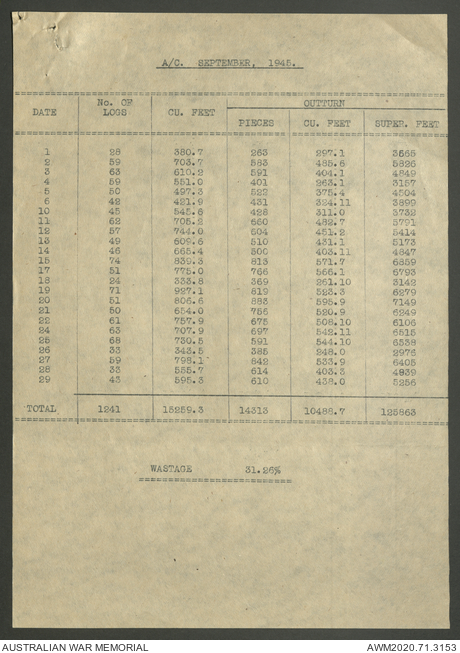 A/C. SEPTEMBER, 1945.
DATE No. OF LOGS CU. FEET OUTTURN
PIECES CU. FEET SUPER. FEET
1 28 380.7 263 297.1 3565
2 59 703.7 583 485.6 5826
3 63 610.2 591 404.1 4849
4 59 551.0 401 263.1 3157
5 50 497.3 522 375.4 4504
6 42 421.9 431 324.11 3899
10 45 545.6 428 311.0 3732
11 62 705.2 660 482.7 5791
12 57 744.0 504 451.2 5414
13 49 609.6 510 431.1 5173
14 46 665.4 500 403.11 4847
15 74 839.3 813 571.7 6859
17 51 775.0 766 566.1 6793
18 24 333.8 369 261.10 3142
19 71 927.1 619 523.3 6279
20 51 806.6 883 595.9 7149
21 50 654.0 756 520.9 6249
22 61 757.9 675 508.10 6106
24 63 707.9 697 542.11 6515
25 68 730.5 591 544.10 6538
26 33 343.5 385 248.0 2976
27 59 798.1 842 533.9 6405
28 33 555.7 614 403.3 4839
29 43 595.3 610 438.0 5256
TOTAL 1241 15259.3 14313 10488.7 125863
WASTAGE 31.26%
AUSTRALIAN WAR MEMORIAL AWM2020.71.3153